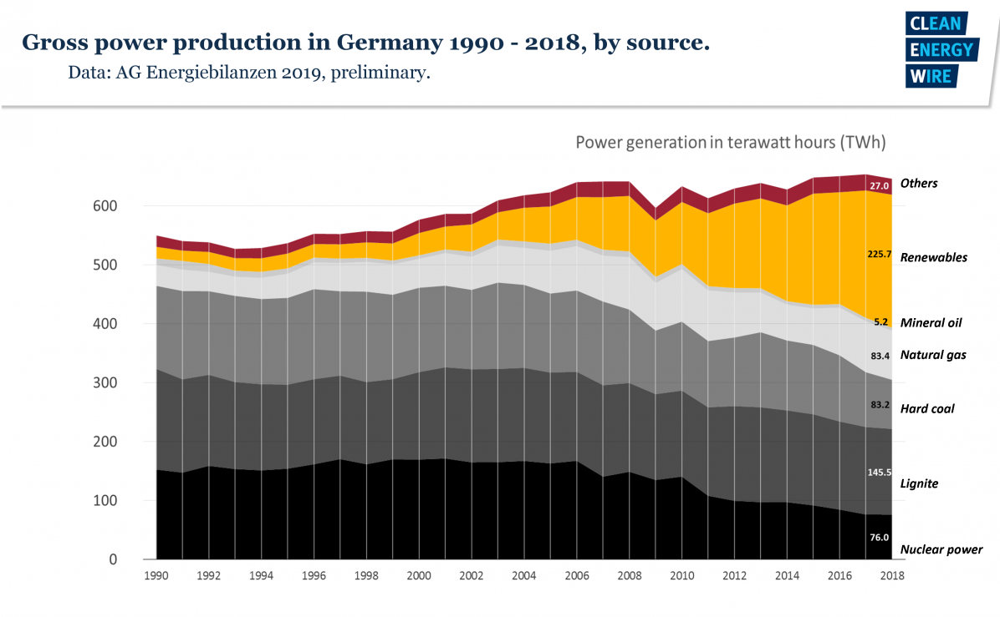 Gross power production in Germany 1990 - 2018, by source.
Data: AG Energiebilanzen 2019, preliminary.
CLEAN
ENERGY
WIRE
Power generation in terawatt hours (TWh)
27.0 Others
600
225.7 Renewables
500
400
5.2 Mineral oil
83.4 Natural gas
300
83.2 Hard coal
200
145.5 Lignite
100
76.0 Nuclear power
0
1990 1992 1994 1996 1998 2000 2002 2004 2006 2008 2010 2012 2014 2016 2018